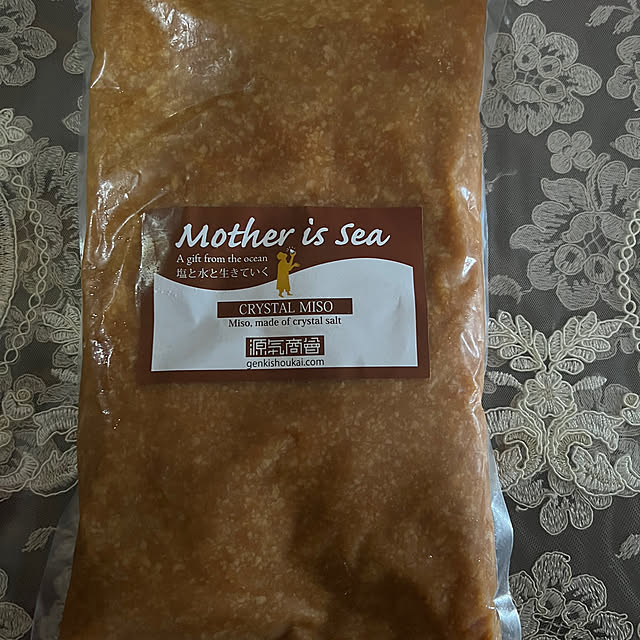 Mother is Sea
A gift from the ocean
塩と水と生きていく
CRYSTAL MISO
Miso, made of crystal salt
源气商會
genkishoukai.com